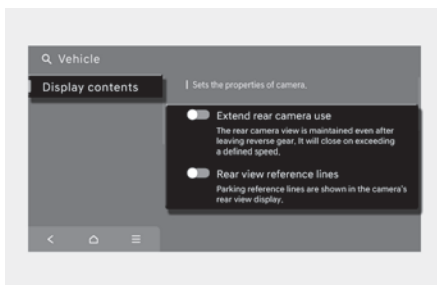 Vehicle
Display contents
Sets the properties of camera.
Extend rear camera use
The rear camera view is maintained even after
leaving reverse gear, It will close on exceeding
a defined speed,
Rear view reference lines
Parking reference lines are shown in the camera's
rear view display,